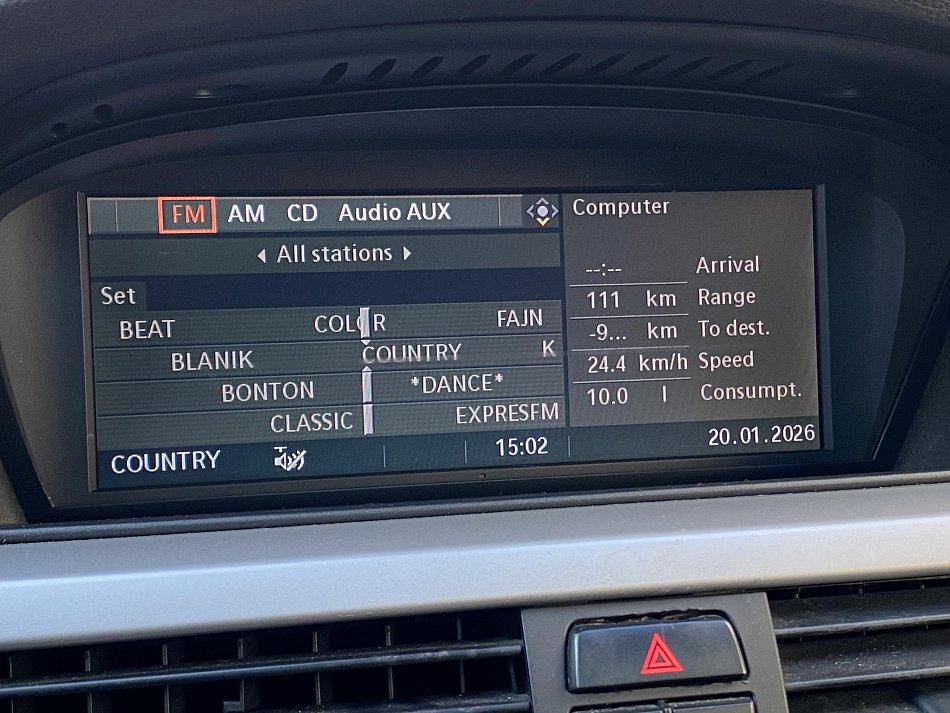 FM AM CD Audio AUX
All stations
Set
BEAT COLOR FAJN
BLANIK COUNTRY K
BONTON *DANCE*
CLASSIC EXPRESFM
COUNTRY 15:02 20.01.2026
Computer
--:-- Arrival
111 km Range
-9... km To dest.
24.4 km/h Speed
10.0 l Consumpt.